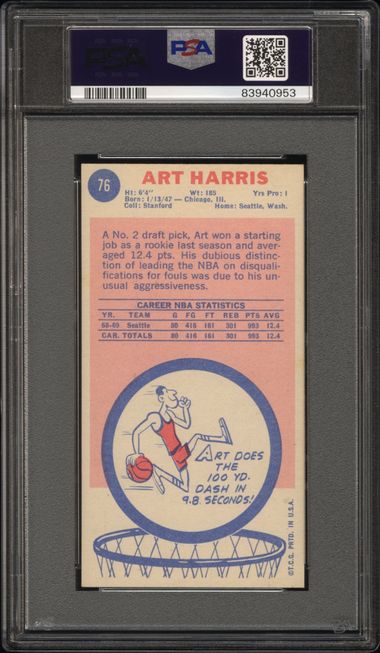 PSA
PSA
83940953
76
ART HARRIS
Ht: 6'4" Wt: 185 Yrs Pro: 1
Born: 1/13/47 — Chicago, Ill.
Coll: Stanford Home: Seattle, Wash.
A No. 2 draft pick, Art won a starting
job as a rookie last season and aver-
aged 12.4 pts. His dubious distinc-
tion of leading the NBA on disquali-
fications for fouls was due to his un-
usual aggressiveness.
CAREER NBA STATISTICS
YR. TEAM G FG FT REB PTS AVG
68-69 Seattle 80 416 161 301 993 12.4
CAR. TOTALS 80 416 161 301 993 12.4
ART DOES
THE
100 YD.
DASH IN
9.8 SECONDS!
©T.C.G. PRTD. IN U.S.A.